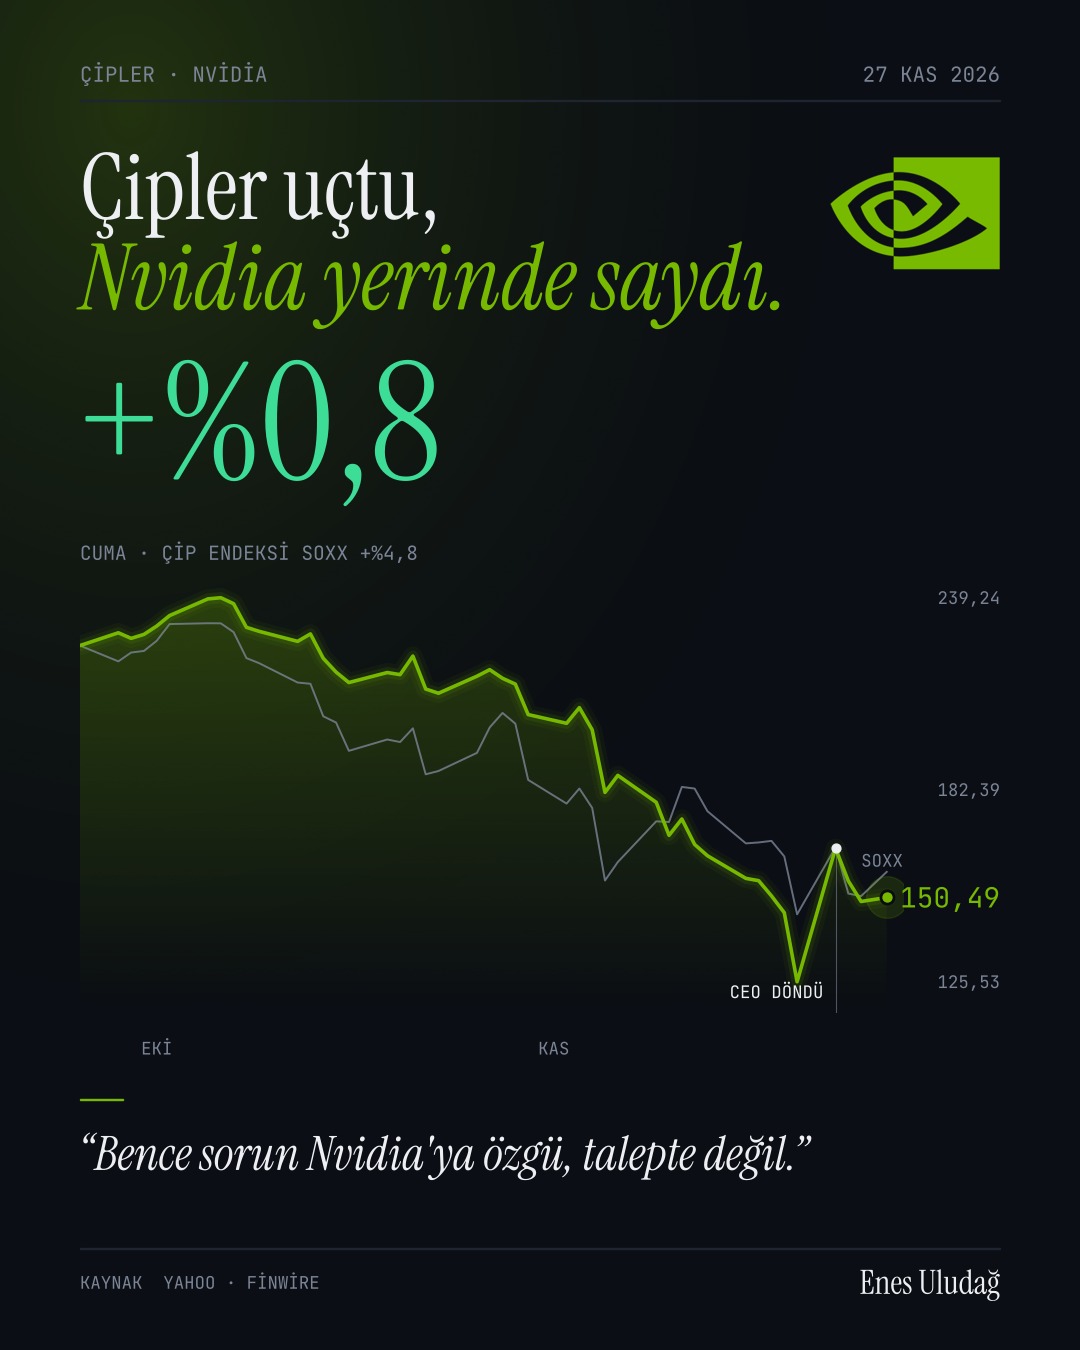 ÇİPLER · NVİDİA
27 KAS 2026
Çipler uçtu,
Nvidia yerinde saydı.
+%0,8
CUMA · ÇİP ENDEKSİ SOXX +%4,8
239,24
182,39
SOXX
150,49
125,53
CEO DÖNDÜ
EKİ
KAS
“Bence sorun Nvidia'ya özgü, talepte değil.”
KAYNAK YAHOO · FİNWİRE
Enes Uludağ